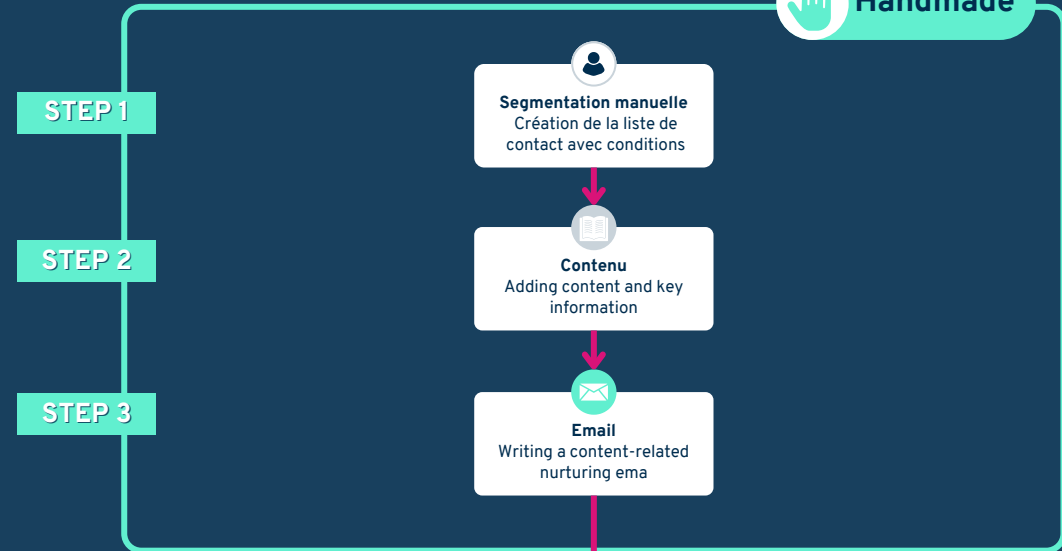 Handmade
STEP 1
Segmentation manuelle
Création de la liste de
contact avec conditions
STEP 2
Contenu
Adding content and key
information
STEP 3
Email
Writing a content-related
nurturing ema